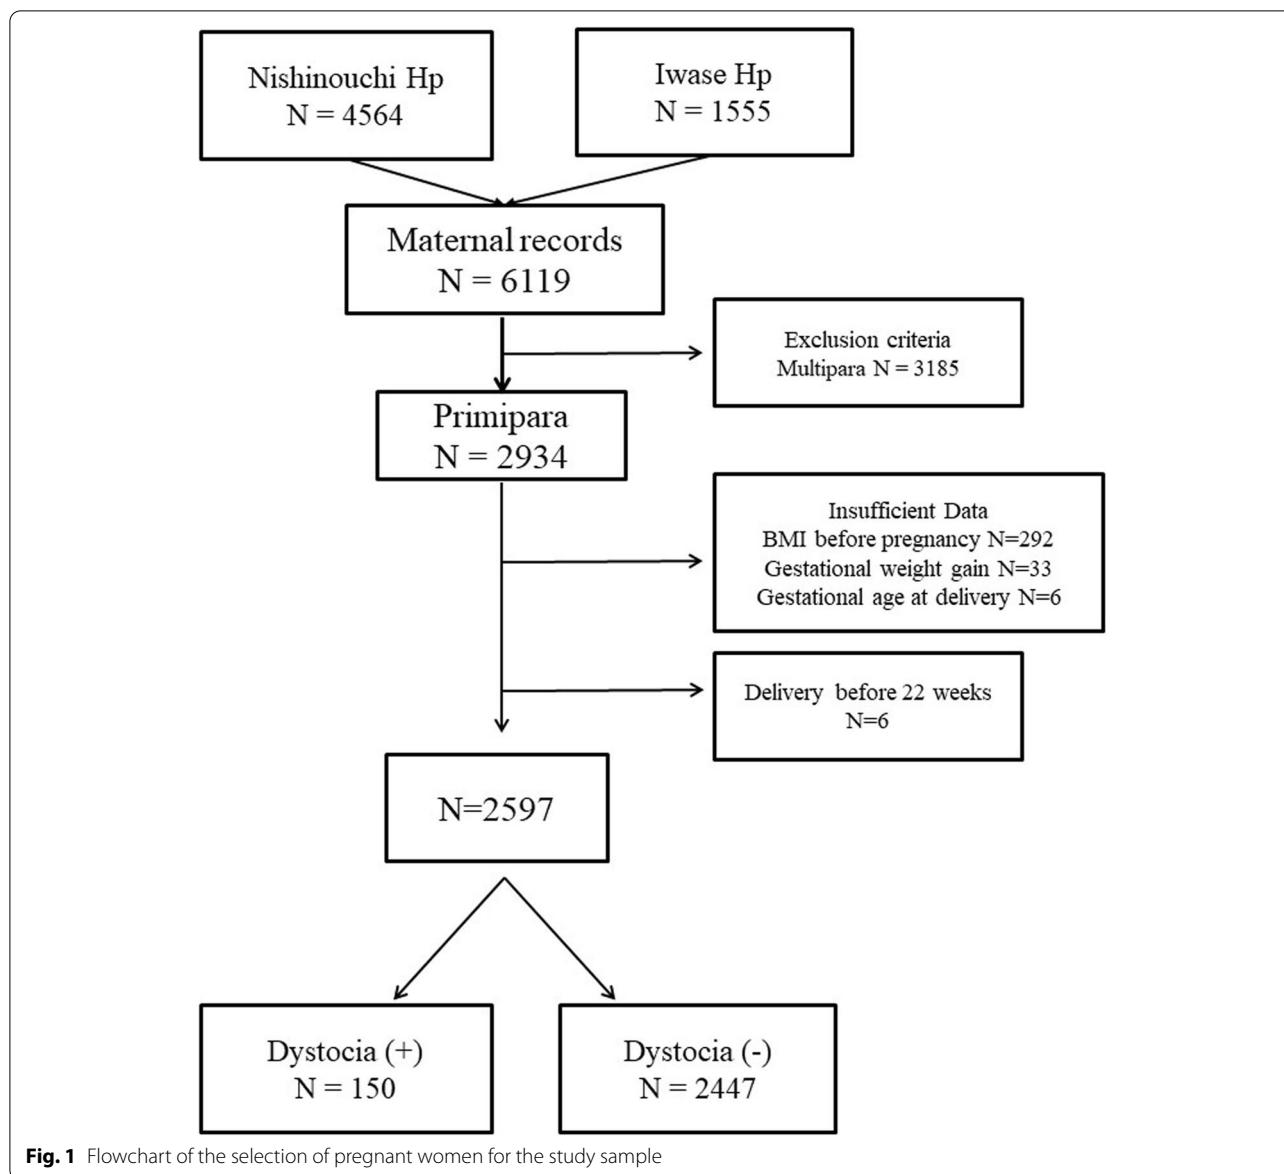 Nishinouchi Hp
N = 4564
Iwase Hp
N = 1555
Maternal records
N = 6119
Exclusion criteria
Multipara N = 3185
Primipara
N = 2934
Insufficient Data
BMI before pregnancy N=292
Gestational weight gain N=33
Gestational age at delivery N=6
Delivery before 22 weeks
N=6
N=2597
Dystocia (+)
N = 150
Dystocia (-)
N = 2447
Fig. 1 Flowchart of the selection of pregnant women for the study sample